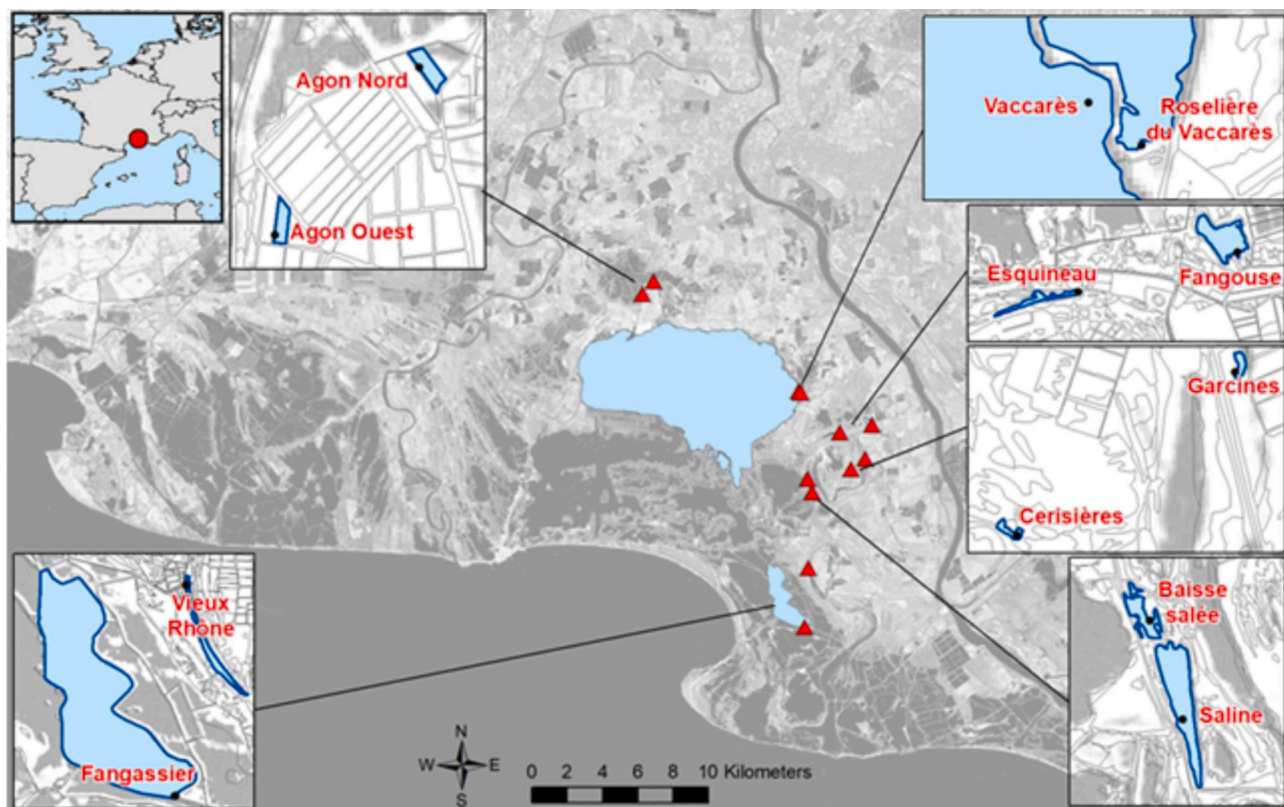 Agon Nord
Agon Ouest
Vaccarès
Roselière
du Vaccarès
Esquineau
Fangouse
Garcines
Cerisières
Vieux
Rhône
Fangassier
Baisse
salée
Saline
N
W E
S
0 2 4 6 8 10 Kilometers